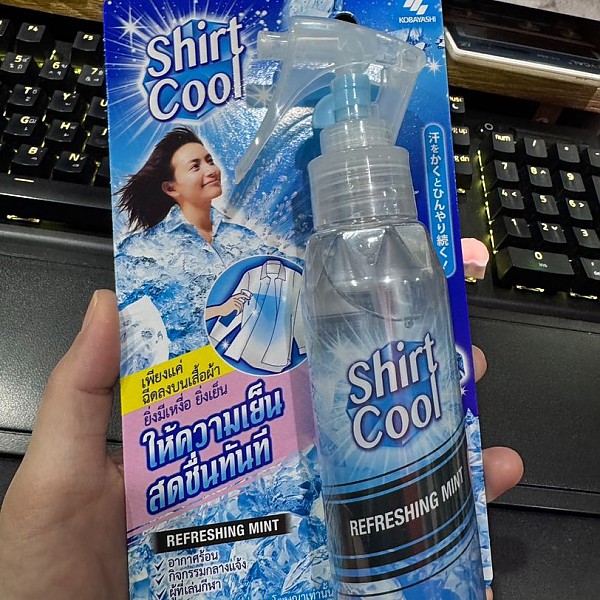 KOBAYASHI
Shirt
Cool
汗をかくとひんやり続く!
เพียงแค่
ฉีดลงบนเสื้อผ้า
ยิ่งมีเหงื่อ ยิ่งเย็น
ให้ความเย็น
สดชื่นทันที
REFRESHING MINT
อากาศร้อน
กิจกรรมกลางแจ้ง
ผู้ที่เล่นกีฬา
Shirt
Cool
REFRESHING MINT